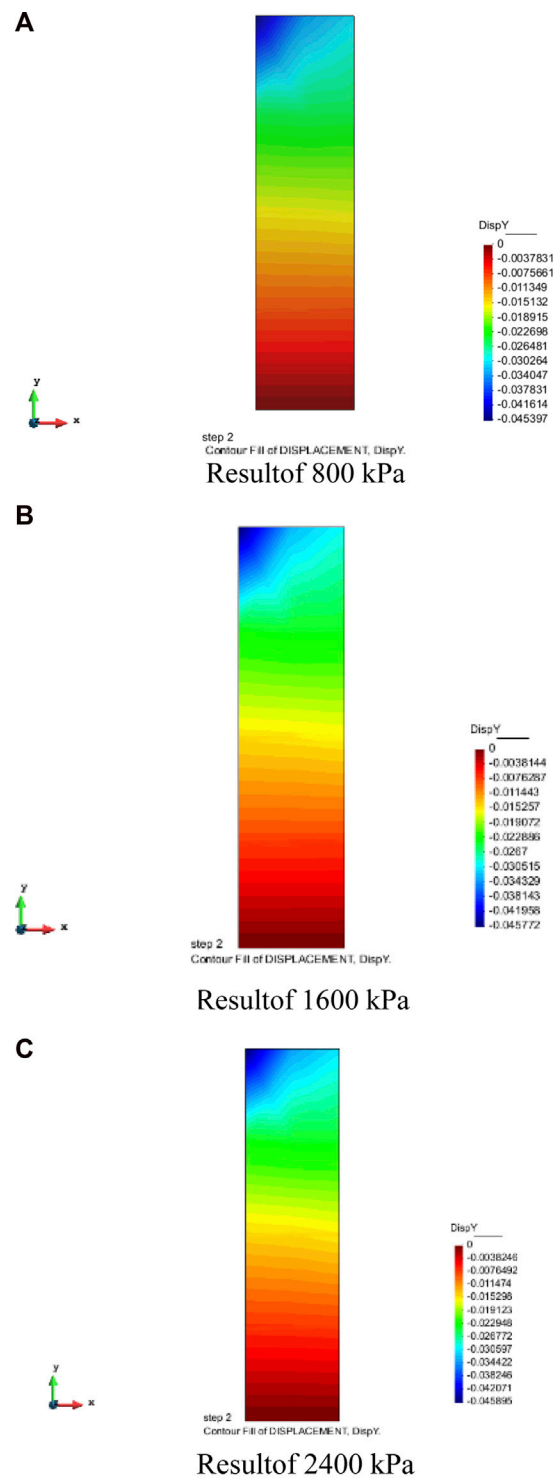 A
DispY
0
-0.0037831
-0.0075661
-0.011349
-0.015132
-0.018915
-0.022698
-0.026481
-0.030264
-0.034047
-0.037831
-0.041614
-0.045397
y
x
step 2
Contour Fill of DISPLACEMENT, DispY.
Resultof 800 kPa
B
DispY
0
-0.0038144
-0.0076287
-0.011443
-0.015257
-0.019072
-0.022886
-0.0267
-0.030515
-0.034329
-0.038143
-0.041958
-0.045772
y
x
step 2
Contour Fill of DISPLACEMENT, DispY.
Resultof 1600 kPa
C
DispY
0
-0.0038246
-0.0076492
-0.011474
-0.015298
-0.019123
-0.022948
-0.026772
-0.030597
-0.034422
-0.038246
-0.042071
-0.045895
y
x
step 2
Contour Fill of DISPLACEMENT, DispY.
Resultof 2400 kPa